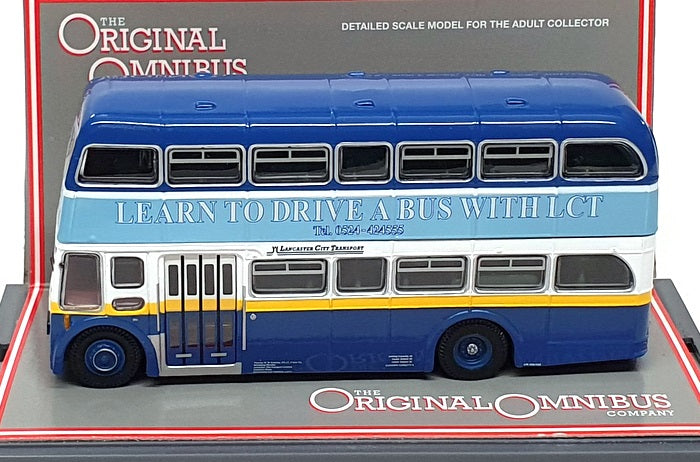 THE
ORIGINAL
OMNIBUS
DETAILED SCALE MODEL FOR THE ADULT COLLECTOR
LEARN TO DRIVE A BUS WITH LCT
Tel. 0524-424555
LANCASTER CITY TRANSPORT
THE
ORIGINAL OMNIBUS
COMPANY